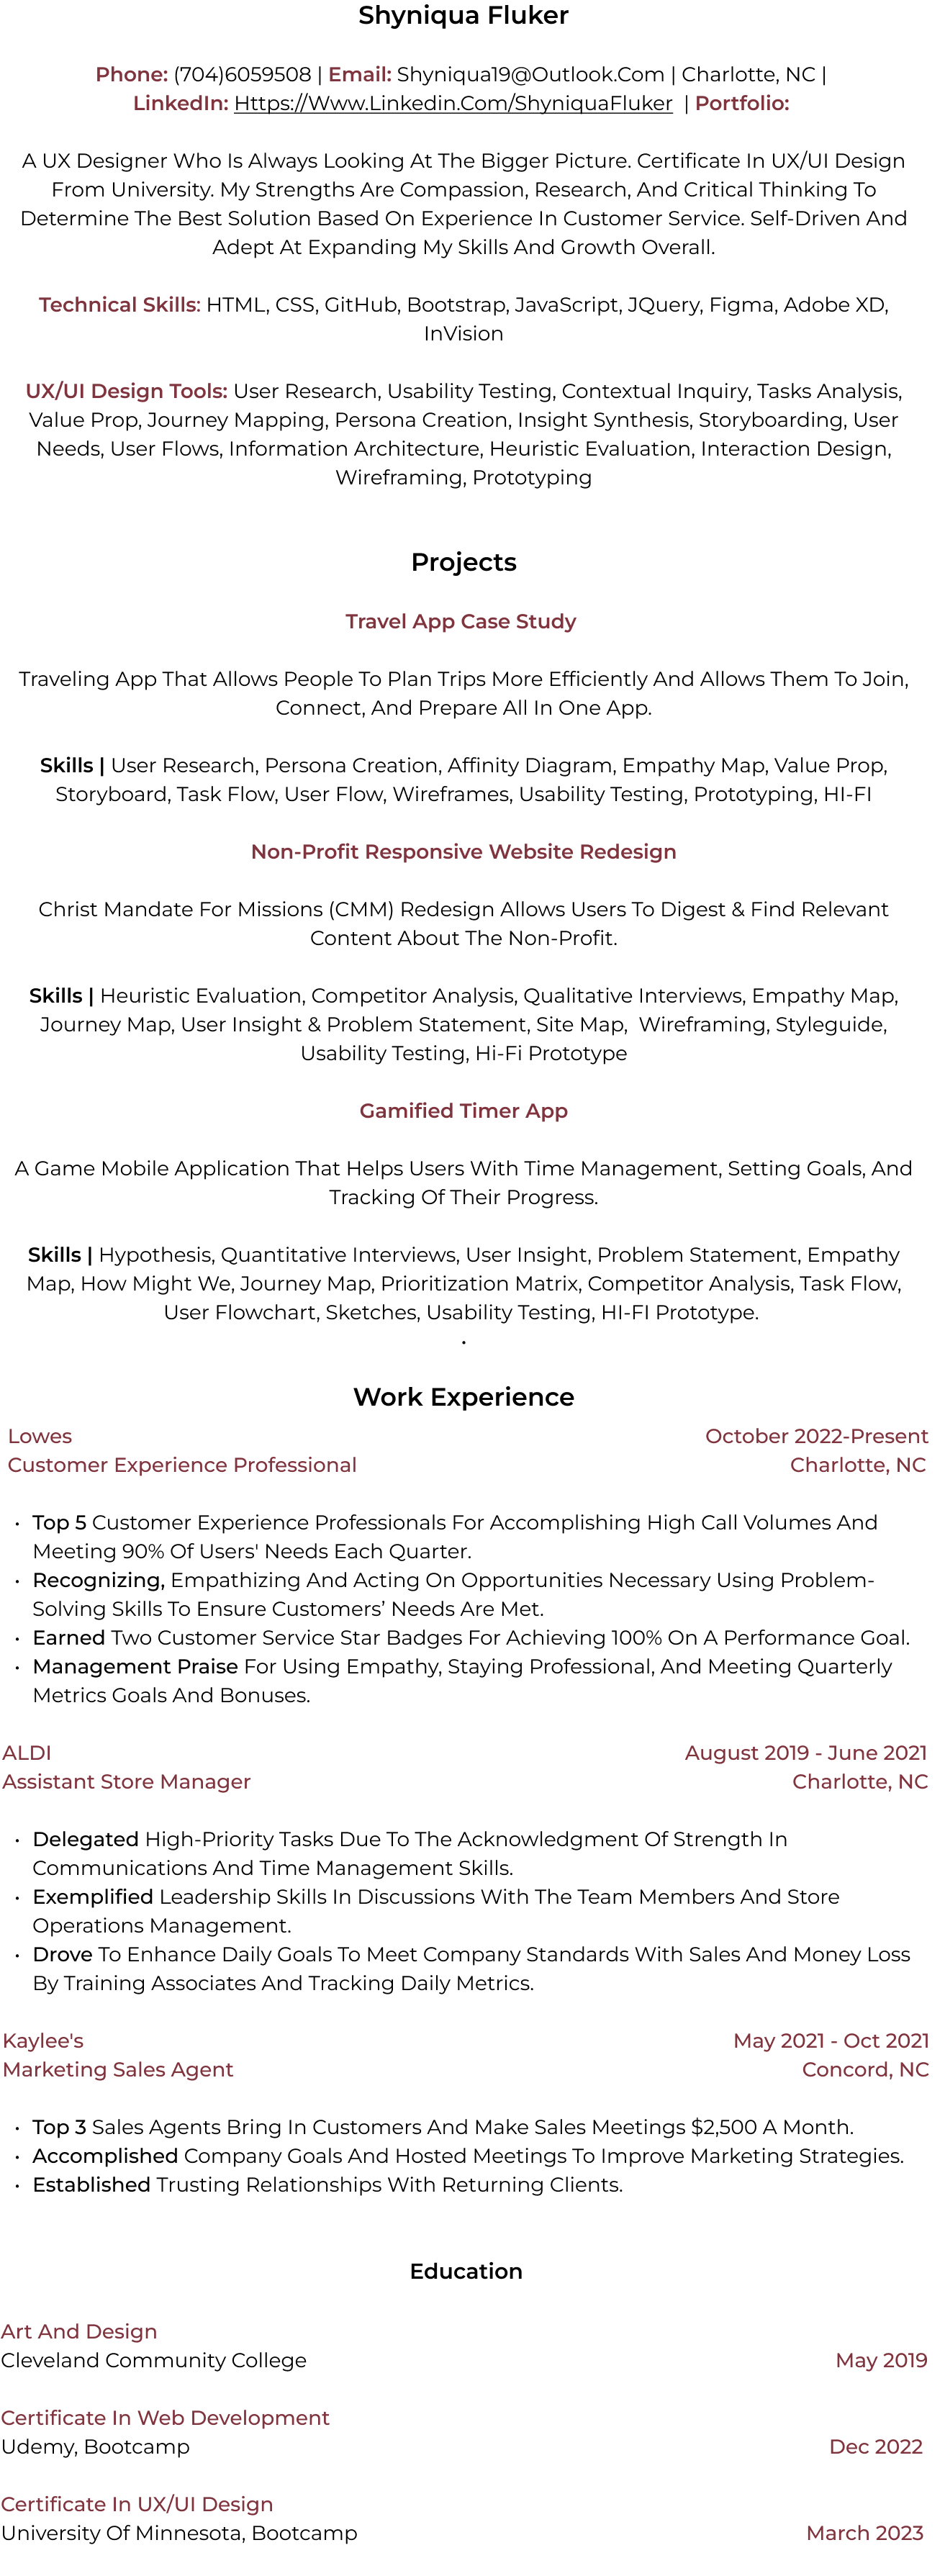 Shyniqua Fluker
Phone: (704)6059508 | Email: Shyniqua19@Outlook.Com | Charlotte, NC |
LinkedIn: Https://Www.Linkedin.Com/ShyniquaFluker | Portfolio:
A UX Designer Who Is Always Looking At The Bigger Picture. Certificate In UX/UI Design
From University. My Strengths Are Compassion, Research, And Critical Thinking To
Determine The Best Solution Based On Experience In Customer Service. Self-Driven And
Adept At Expanding My Skills And Growth Overall.
Technical Skills: HTML, CSS, GitHub, Bootstrap, JavaScript, JQuery, Figma, Adobe XD,
InVision
UX/UI Design Tools: User Research, Usability Testing, Contextual Inquiry, Tasks Analysis,
Value Prop, Journey Mapping, Persona Creation, Insight Synthesis, Storyboarding, User
Needs, User Flows, Information Architecture, Heuristic Evaluation, Interaction Design,
Wireframing, Prototyping
Projects
Travel App Case Study
Traveling App That Allows People To Plan Trips More Efficiently And Allows Them To Join,
Connect, And Prepare All In One App.
Skills | User Research, Persona Creation, Affinity Diagram, Empathy Map, Value Prop,
Storyboard, Task Flow, User Flow, Wireframes, Usability Testing, Prototyping, HI-FI
Non-Profit Responsive Website Redesign
Christ Mandate For Missions (CMM) Redesign Allows Users To Digest & Find Relevant
Content About The Non-Profit.
Skills | Heuristic Evaluation, Competitor Analysis, Qualitative Interviews, Empathy Map,
Journey Map, User Insight & Problem Statement, Site Map, Wireframing, Styleguide,
Usability Testing, Hi-Fi Prototype
Gamified Timer App
A Game Mobile Application That Helps Users With Time Management, Setting Goals, And
Tracking Of Their Progress.
Skills | Hypothesis, Quantitative Interviews, User Insight, Problem Statement, Empathy
Map, How Might We, Journey Map, Prioritization Matrix, Competitor Analysis, Task Flow,
User Flowchart, Sketches, Usability Testing, HI-FI Prototype.
•
Work Experience
Lowes October 2022-Present
Customer Experience Professional Charlotte, NC
• Top 5 Customer Experience Professionals For Accomplishing High Call Volumes And
Meeting 90% Of Users' Needs Each Quarter.
• Recognizing, Empathizing And Acting On Opportunities Necessary Using Problem-
Solving Skills To Ensure Customers’ Needs Are Met.
• Earned Two Customer Service Star Badges For Achieving 100% On A Performance Goal.
• Management Praise For Using Empathy, Staying Professional, And Meeting Quarterly
Metrics Goals And Bonuses.
ALDI August 2019 - June 2021
Assistant Store Manager Charlotte, NC
• Delegated High-Priority Tasks Due To The Acknowledgment Of Strength In
Communications And Time Management Skills.
• Exemplified Leadership Skills In Discussions With The Team Members And Store
Operations Management.
• Drove To Enhance Daily Goals To Meet Company Standards With Sales And Money Loss
By Training Associates And Tracking Daily Metrics.
Kaylee's May 2021 - Oct 2021
Marketing Sales Agent Concord, NC
• Top 3 Sales Agents Bring In Customers And Make Sales Meetings $2,500 A Month.
• Accomplished Company Goals And Hosted Meetings To Improve Marketing Strategies.
• Established Trusting Relationships With Returning Clients.
Education
Art And Design
Cleveland Community College May 2019
Certificate In Web Development
Udemy, Bootcamp Dec 2022
Certificate In UX/UI Design
University Of Minnesota, Bootcamp March 2023